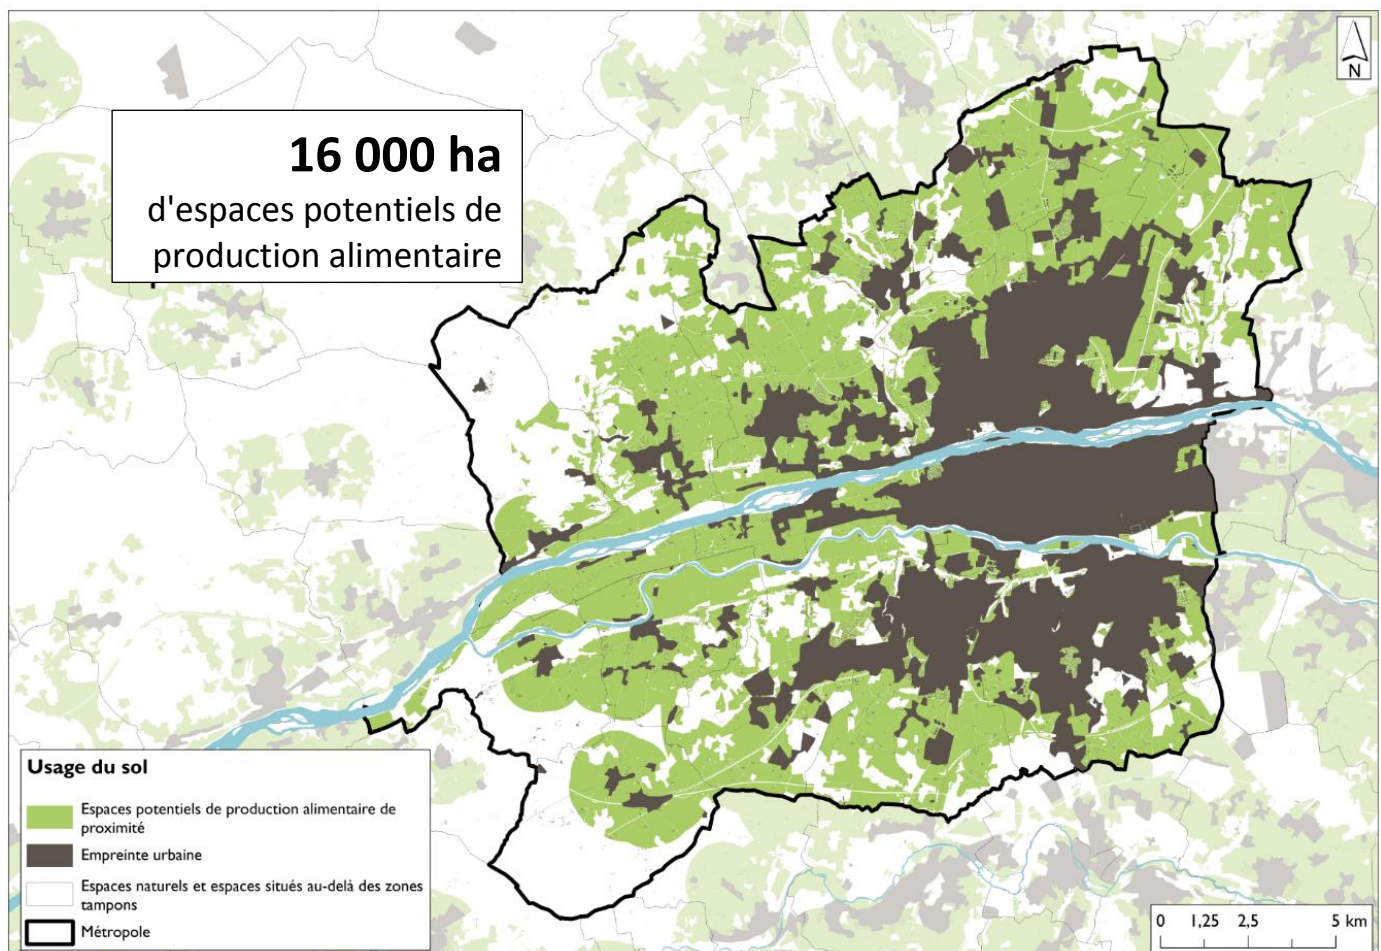 16 000 ha
d'espaces potentiels de
production alimentaire
N
Usage du sol
Espaces potentiels de production alimentaire de
proximité
Empreinte urbaine
Espaces naturels et espaces situés au-delà des zones
tampons
Métropole
0 1,25 2,5 5 km